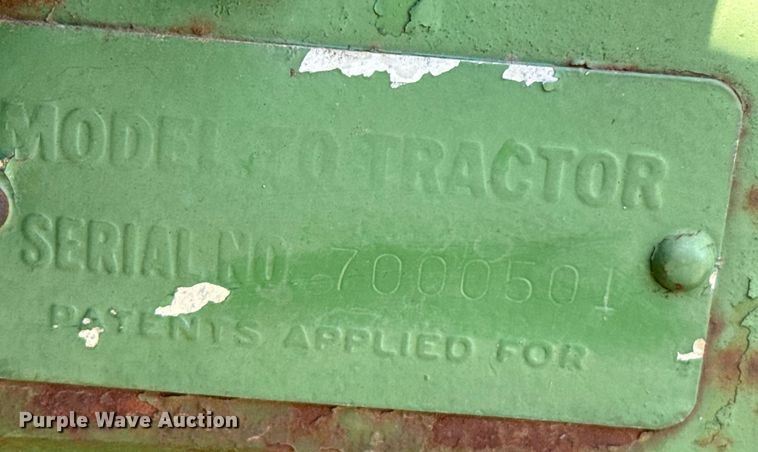 MODEL 70 TRACTOR
SERIAL NO. 7000501
PATENTS APPLIED FOR
Purple Wave Auction